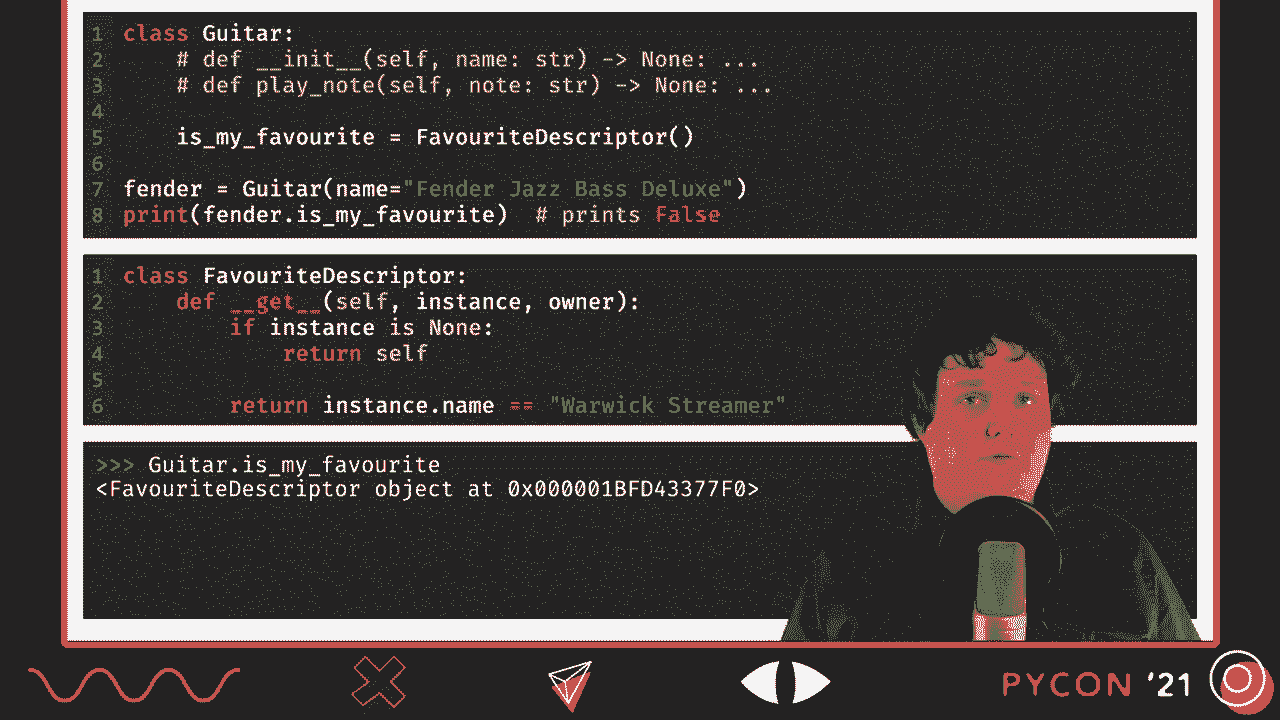 1 class Guitar:
2     # def __init__(self, name: str) -> None: ...
3     # def play_note(self, note: str) -> None: ...
4
5     is_my_favourite = FavouriteDescriptor()
6
7 fender = Guitar(name="Fender Jazz Bass Deluxe")
8 print(fender.is_my_favourite)  # prints False
1 class FavouriteDescriptor:
2     def __get__(self, instance, owner):
3         if instance is None:
4             return self
5
6         return instance.name == "Warwick Streamer"
>>> Guitar.is_my_favourite
<FavouriteDescriptor object at 0x000001BFD43377F0>
PYCON '21